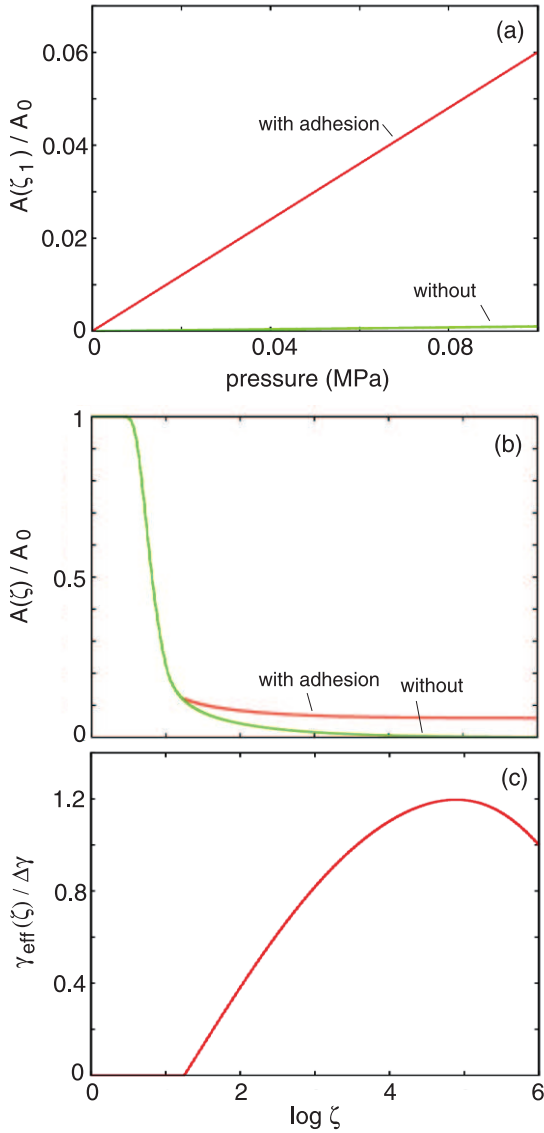 (a)
0.06
0.04
0.02
0
A(ζ₁) / A₀
with adhesion
without
0 0.04 0.08
pressure (MPa)
(b)
1
0.5
0
A(ζ) / A₀
with adhesion
without
(c)
1.2
0.8
0.4
0
γeff(ζ) / Δγ
0 2 4 6
log ζ